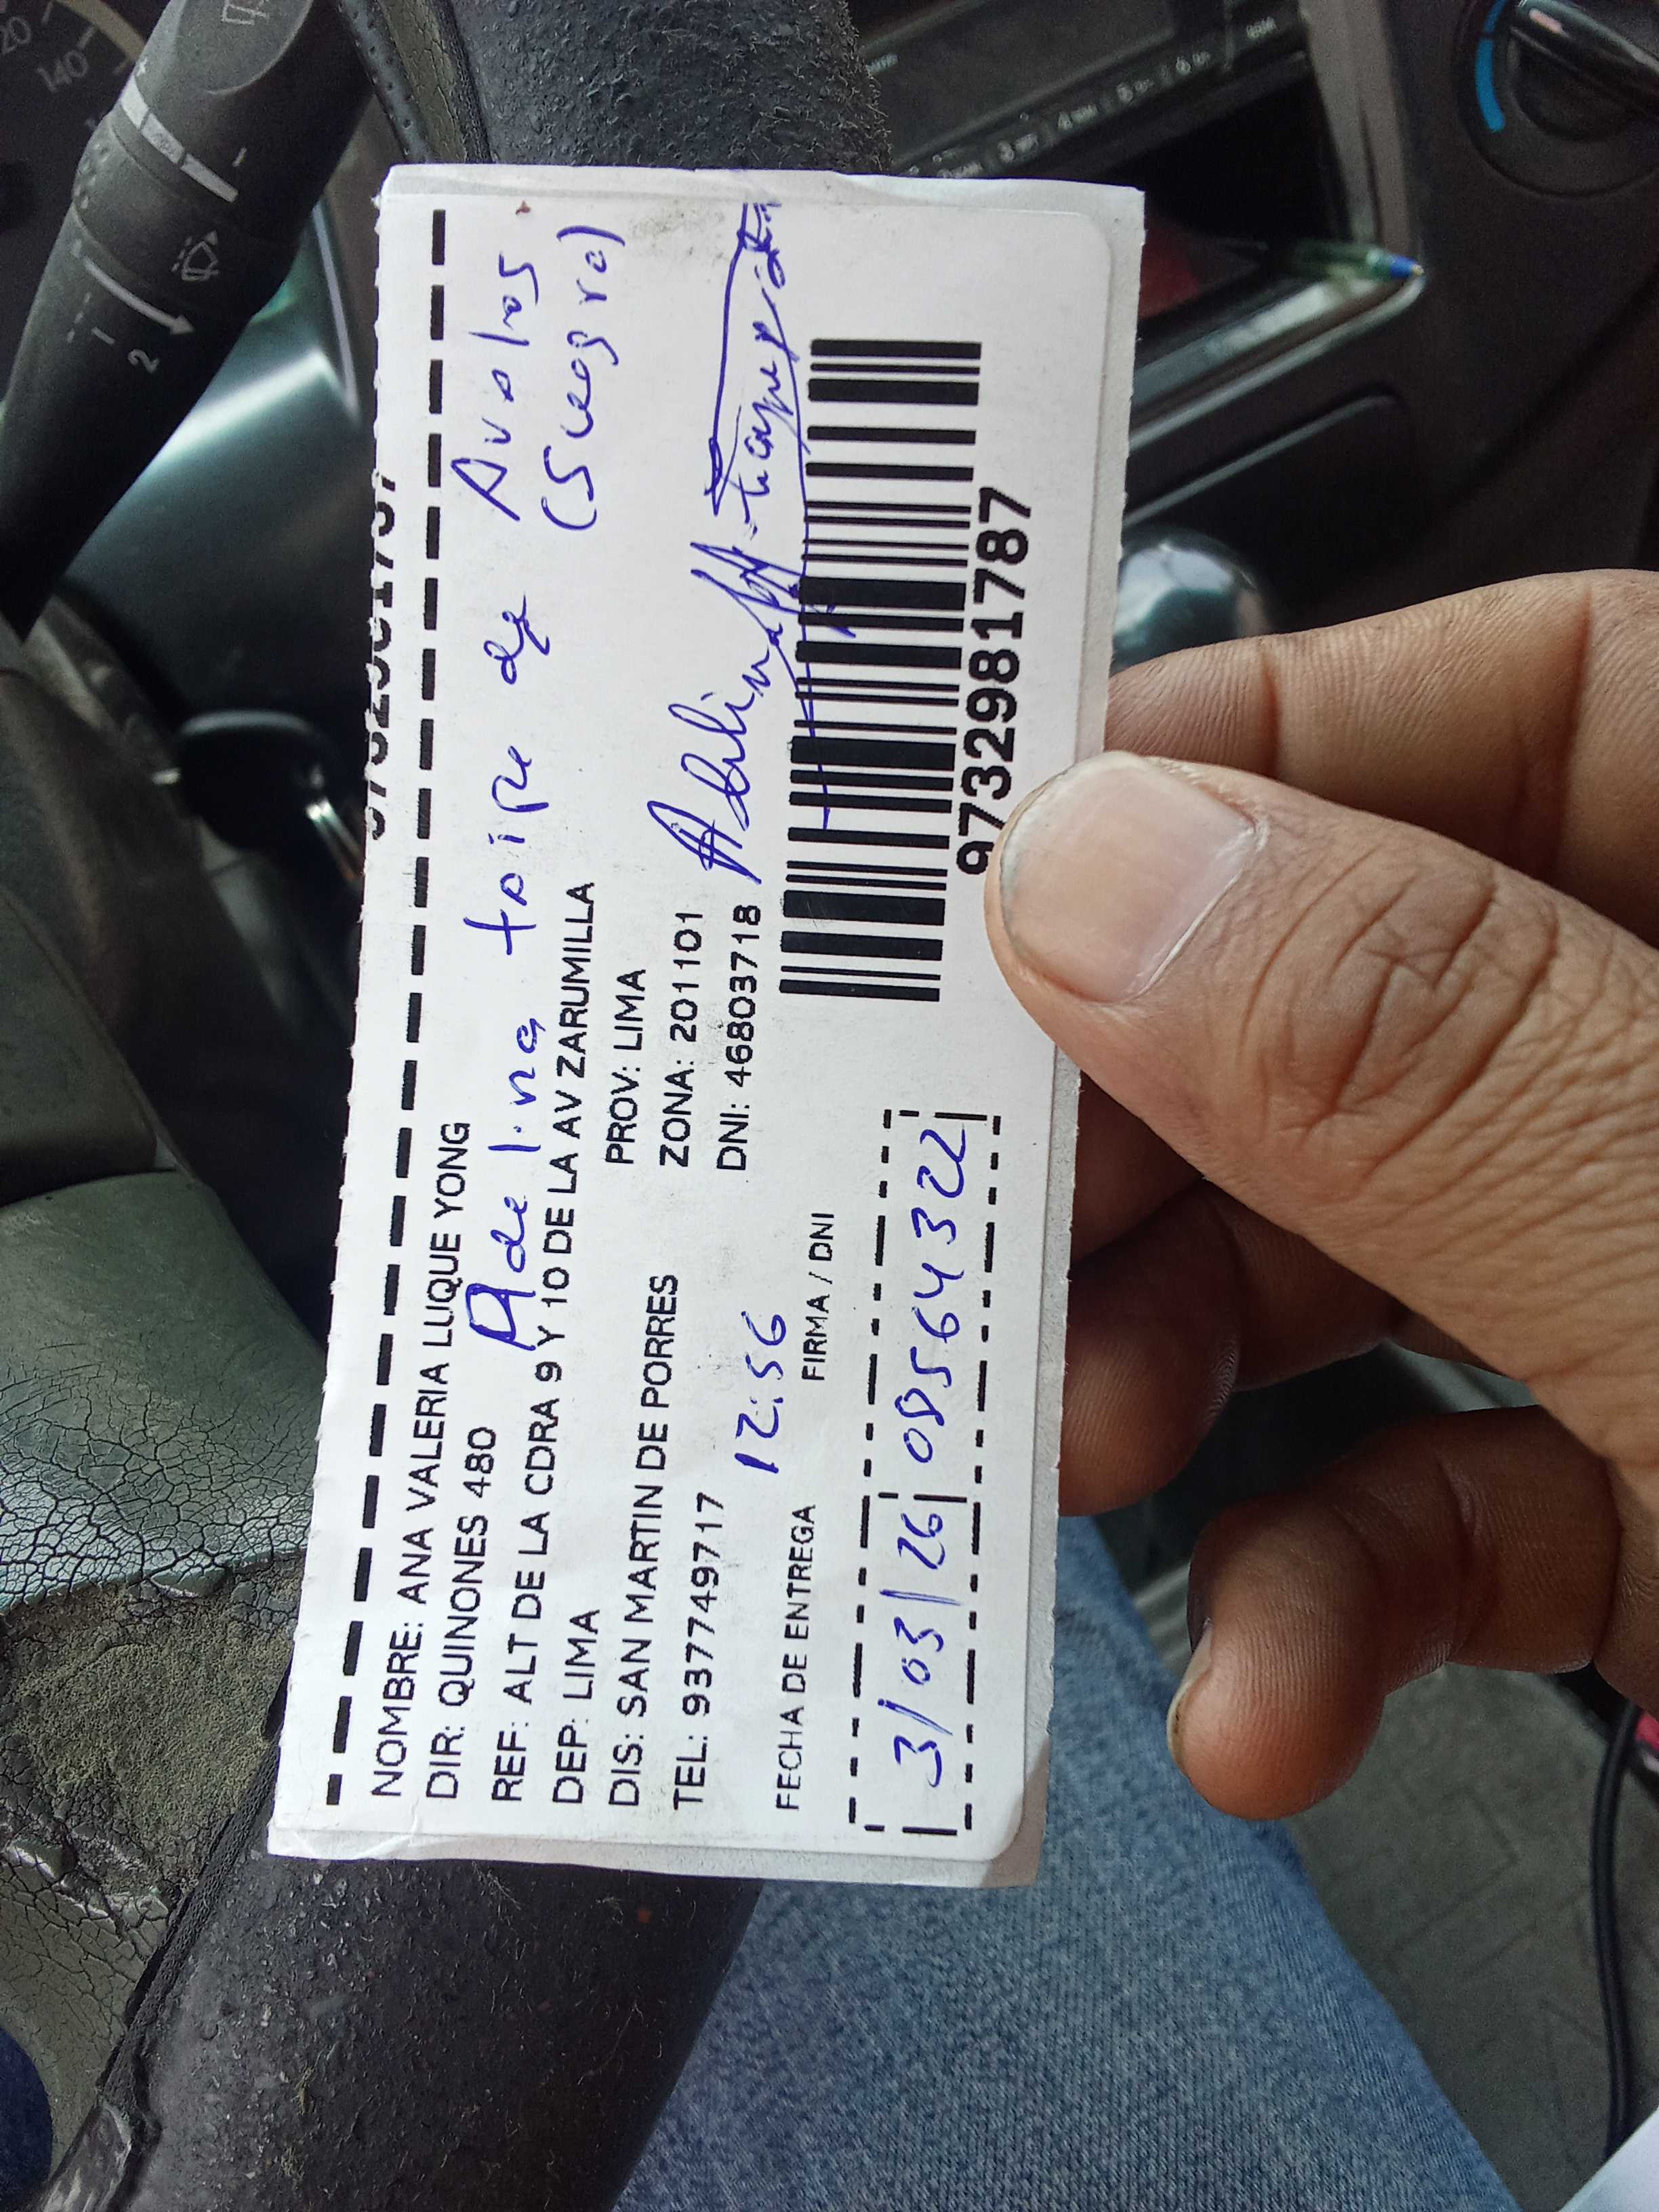 NOMBRE: ANA VALERIA LUQUE YONG
DIR: QUINONES 480
Adelina taipe de Avalos
(Suegra)
REF: ALT DE LA CDRA 9 Y 10 DE LA AV ZARUMILLA
DEP: LIMA PROV: LIMA
DIS: SAN MARTIN DE PORRES ZONA: 201101
TEL: 937749717 DNI: 46803718
12:56
FECHA DE ENTREGA FIRMA / DNI
3/03/26 08564322
9732981787